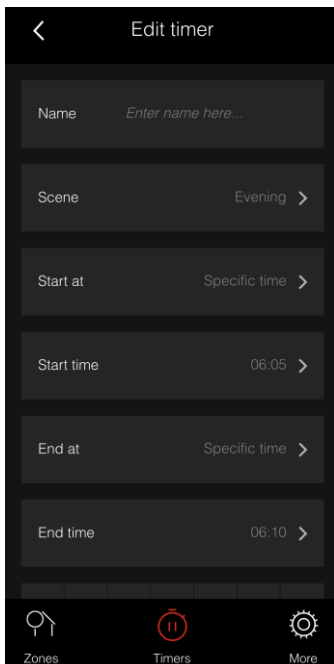 Edit timer
Name Enter name here...
Scene Evening
Start at Specific time
Start time 06:05
End at Specific time
End time 06:10
Zones Timers More